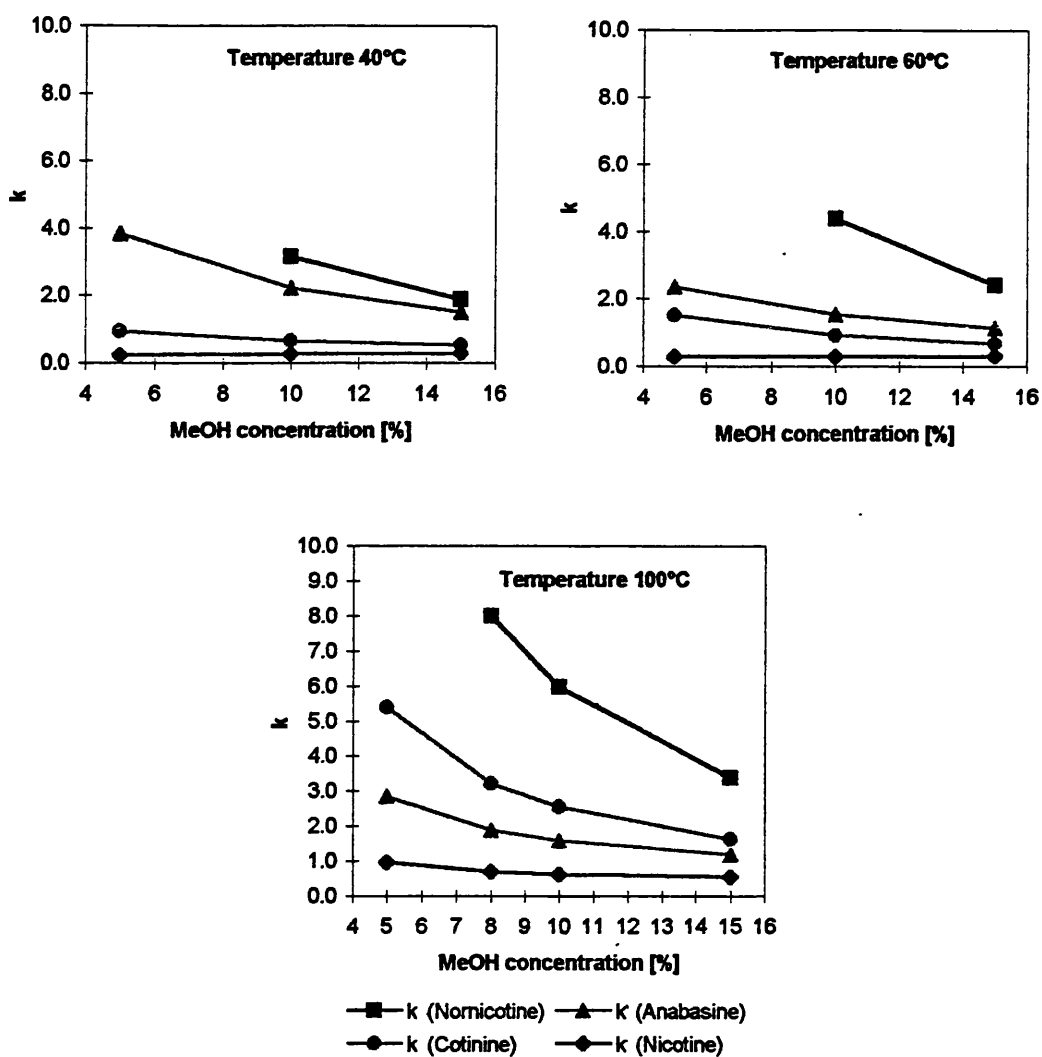 10.0
8.0
6.0
4.0
2.0
0.0
k
Temperature 40°C
4 6 8 10 12 14 16
MeOH concentration [%]
10.0
8.0
6.0
4.0
2.0
0.0
k
Temperature 60°C
4 6 8 10 12 14 16
MeOH concentration [%]
10.0
9.0
8.0
7.0
6.0
5.0
4.0
3.0
2.0
1.0
0.0
k
Temperature 100°C
4 5 6 7 8 9 10 11 12 13 14 15 16
MeOH concentration [%]
k (Nornicotine) k' (Anabasine)
k (Cotinine) k (Nicotine)